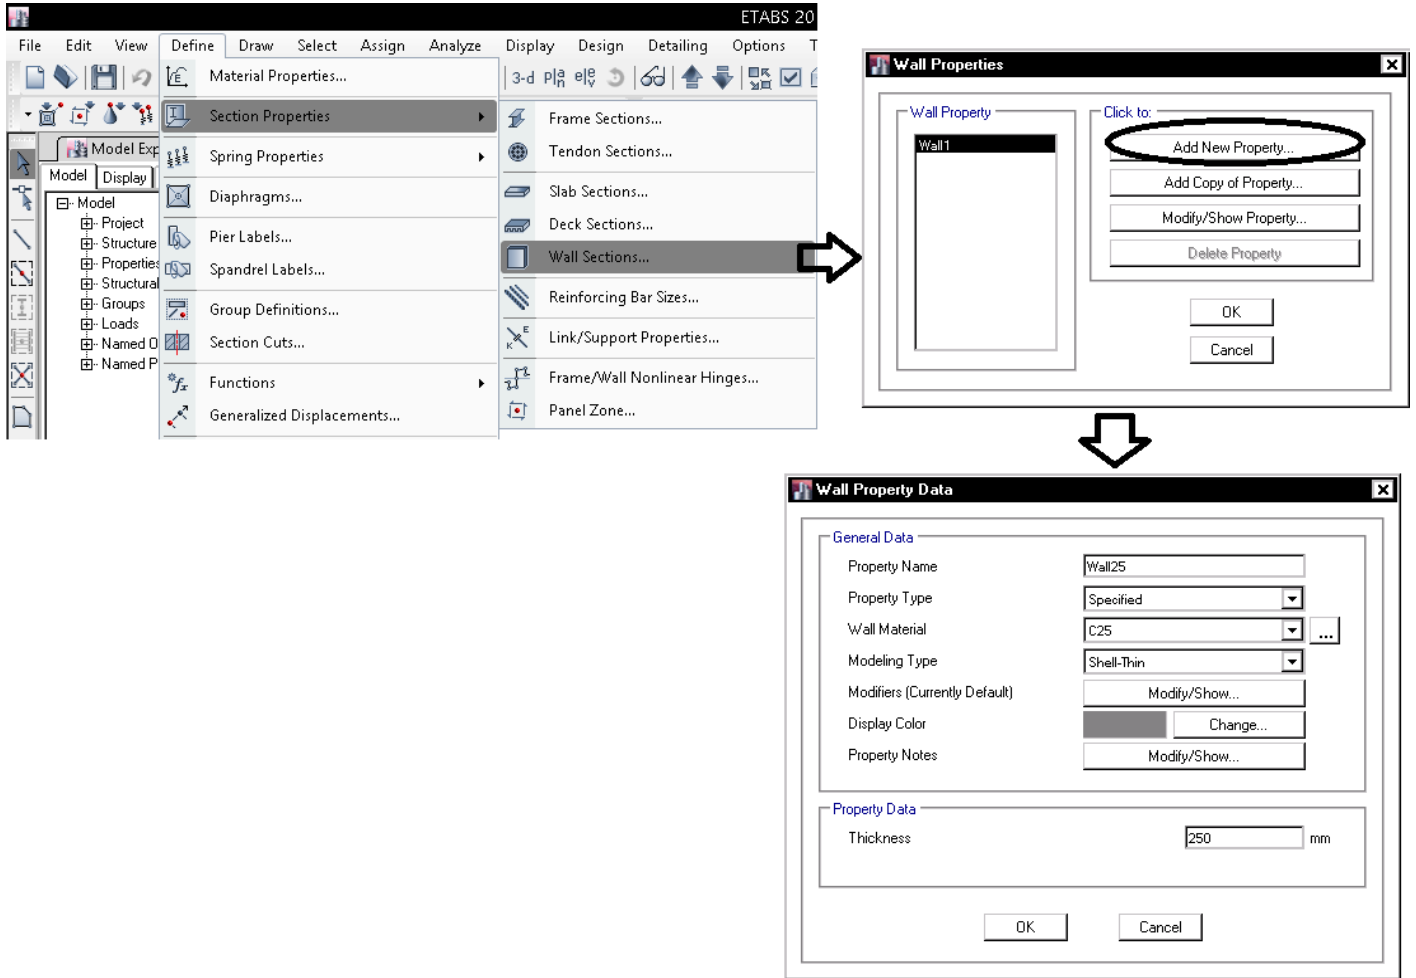 ETABS 20
File Edit View Define Draw Select Assign Analyze Display Design Detailing Options T
Material Properties...
3-d
Section Properties
Frame Sections...
Model Exp
Spring Properties
Tendon Sections...
Model Display
Diaphragms...
Slab Sections...
Model
Project
Pier Labels...
Deck Sections...
Structure
Properties
Spandrel Labels...
Wall Sections...
Structural
Groups
Group Definitions...
Reinforcing Bar Sizes...
Loads
Named O
Section Cuts...
Link/Support Properties...
Named P
Functions
Frame/Wall Nonlinear Hinges...
Generalized Displacements...
Panel Zone...
Wall Properties
Wall Property
Click to:
Wall1
Add New Property...
Add Copy of Property...
Modify/Show Property...
Delete Property
OK
Cancel
Wall Property Data
General Data
Property Name Wall25
Property Type Specified
Wall Material C25 ...
Modeling Type Shell-Thin
Modifiers (Currently Default) Modify/Show...
Display Color Change...
Property Notes Modify/Show...
Property Data
Thickness 250 mm
OK Cancel